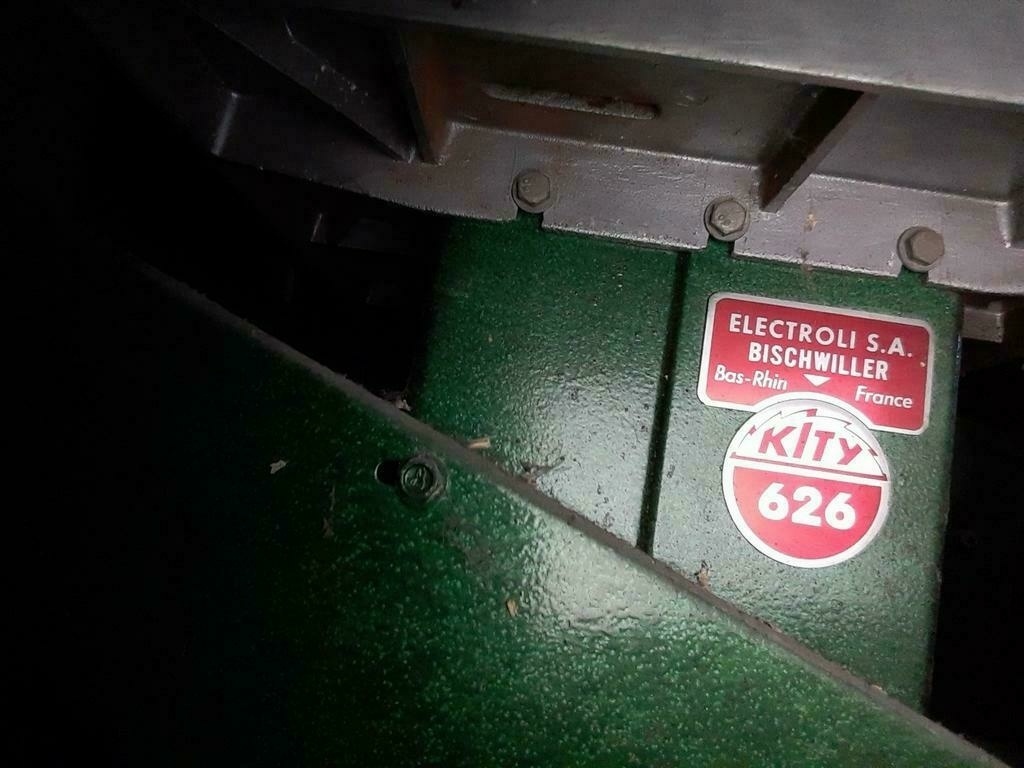 ELECTROLI S.A.
BISCHWILLER
Bas-Rhin France
KITY
626